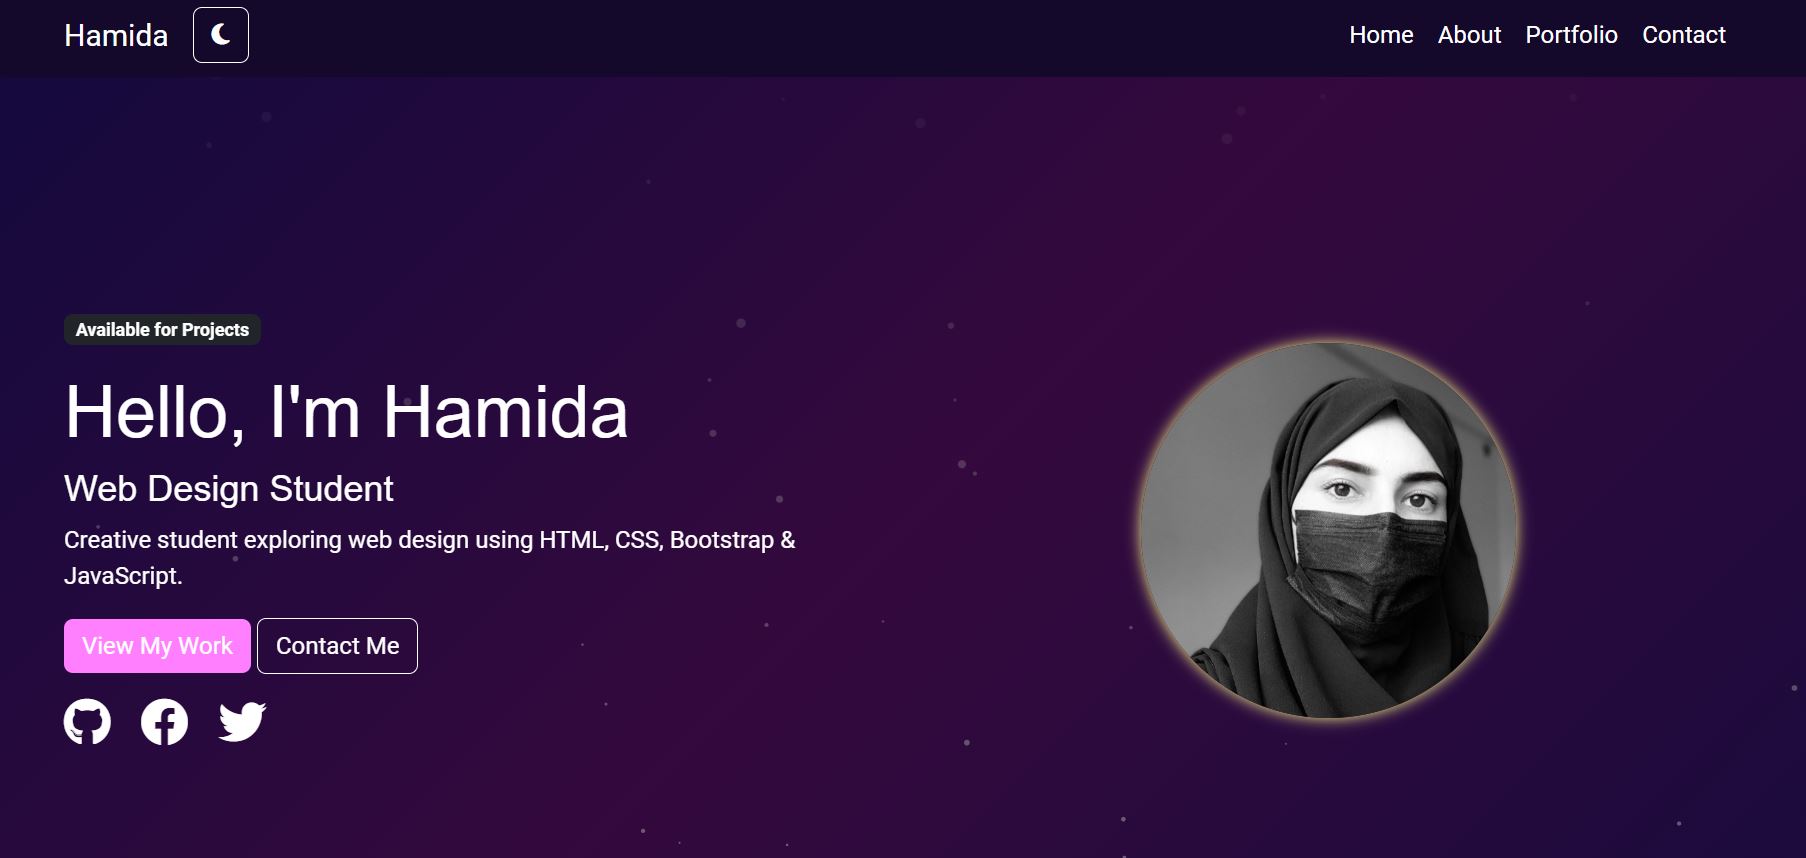 Hamida
Home About Portfolio Contact
Available for Projects
Hello, I'm Hamida
Web Design Student
Creative student exploring web design using HTML, CSS, Bootstrap &
JavaScript.
View My Work Contact Me